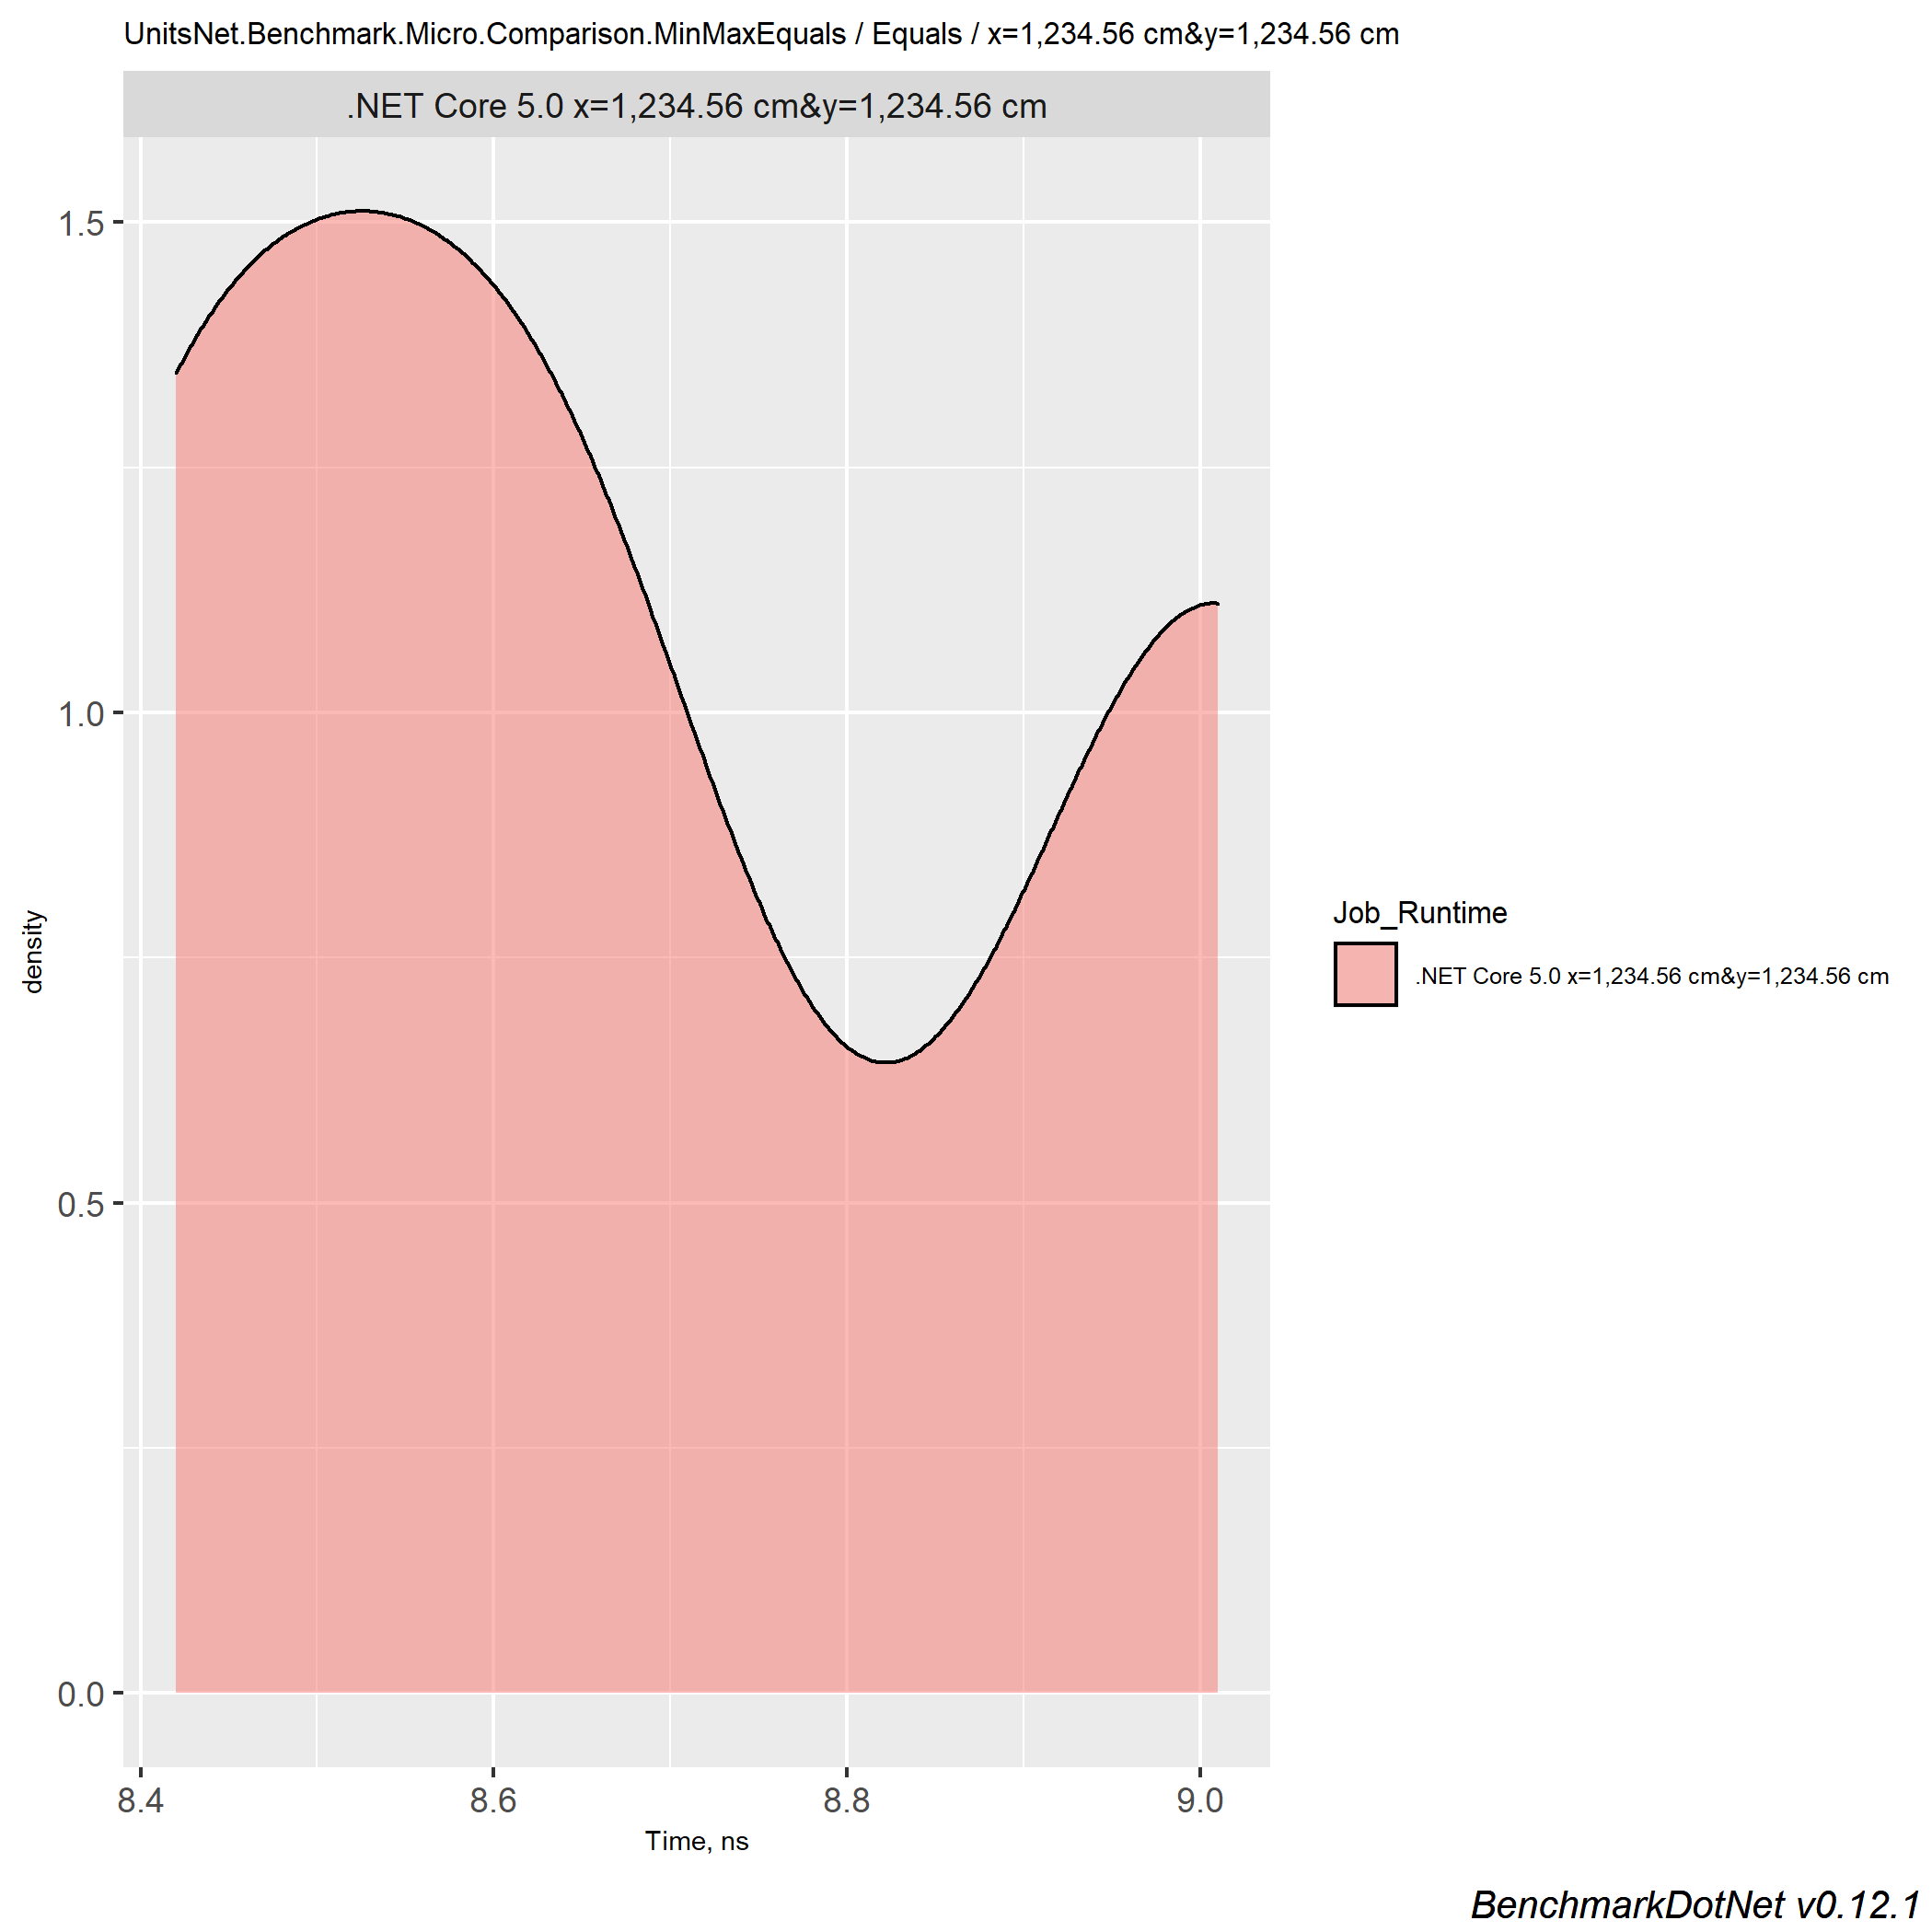 UnitsNet.Benchmark.Micro.Comparison.MinMaxEquals / Equals / x=1,234.56 cm&y=1,234.56 cm
.NET Core 5.0 x=1,234.56 cm&y=1,234.56 cm
1.5
1.0
0.5
0.0
density
8.4 8.6 8.8 9.0
Time, ns
Job_Runtime
.NET Core 5.0 x=1,234.56 cm&y=1,234.56 cm
BenchmarkDotNet v0.12.1